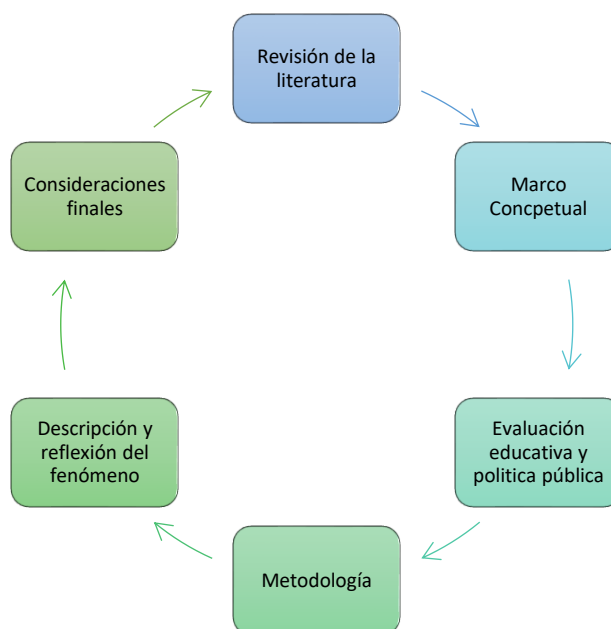 Revisión de la
literatura
Marco
Concpetual
Evaluación
educativa y
politica pública
Metodología
Descripción y
reflexión del
fenómeno
Consideraciones
finales